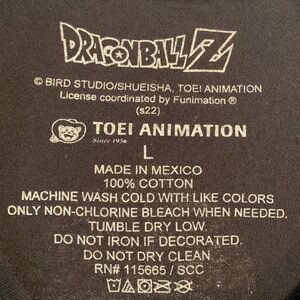 DRAGONBALL Z
© BIRD STUDIO/SHUEISHA, TOEI ANIMATION
License coordinated by Funimation ®
(s22)
TOEI ANIMATION
Since 1956
L
MADE IN MEXICO
100% COTTON
MACHINE WASH COLD WITH LIKE COLORS
ONLY NON-CHLORINE BLEACH WHEN NEEDED.
TUMBLE DRY LOW.
DO NOT IRON IF DECORATED.
DO NOT DRY CLEAN.
RN# 115665 / SCC